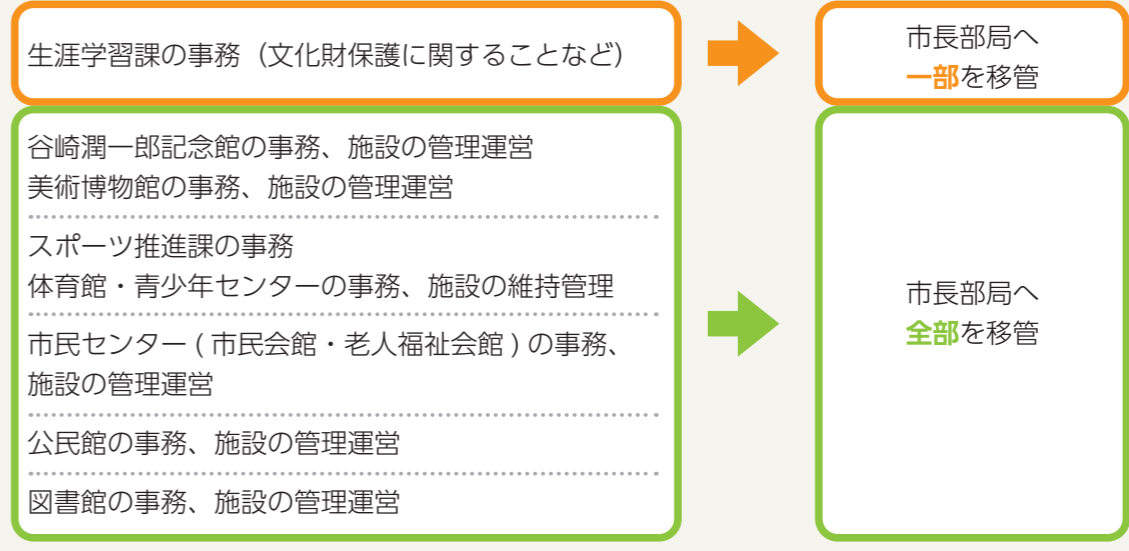 生涯学習課の事務（文化財保護に関することなど）
市長部局へ
一部を移管
谷崎潤一郎記念館の事務、施設の管理運営
美術博物館の事務、施設の管理運営
スポーツ推進課の事務
体育館・青少年センターの事務、施設の維持管理
市民センター ( 市民会館・老人福祉会館 ) の事務、
施設の管理運営
公民館の事務、施設の管理運営
図書館の事務、施設の管理運営
市長部局へ
全部を移管